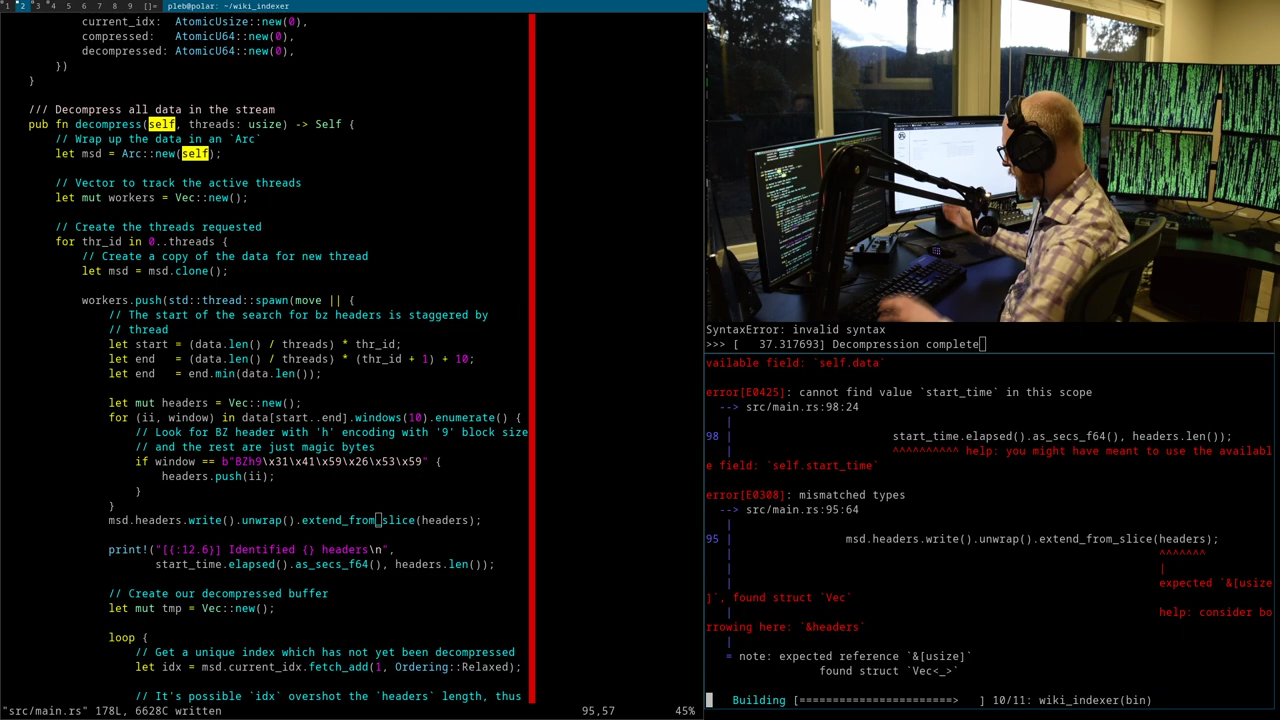 1 2 3 4 5 6 7 8 9 []= pleb@polar: ~/wiki_indexer
current_idx: AtomicUsize::new(0),
compressed: AtomicU64::new(0),
decompressed: AtomicU64::new(0),
})
}
/// Decompress all data in the stream
pub fn decompress(self, threads: usize) -> Self {
// Wrap up the data in an `Arc`
let msd = Arc::new(self);
// Vector to track the active threads
let mut workers = Vec::new();
// Create the threads requested
for thr_id in 0..threads {
// Create a copy of the data for new thread
let msd = msd.clone();
workers.push(std::thread::spawn(move || {
// The start of the search for bz headers is staggered by
// thread
let start = (data.len() / threads) * thr_id;
let end   = (data.len() / threads) * (thr_id + 1) + 10;
let end   = end.min(data.len());
let mut headers = Vec::new();
for (ii, window) in data[start..end].windows(10).enumerate() {
// Look for BZ header with 'h' encoding with '9' block size
// and the rest are just magic bytes
if window == b"BZh9\x31\x41\x59\x26\x53\x59" {
headers.push(ii);
}
}
msd.headers.write().unwrap().extend_from_slice(headers);
print!("[{:12.6}] Identified {} headers\n",
start_time.elapsed().as_secs_f64(), headers.len());
// Create our decompressed buffer
let mut tmp = Vec::new();
loop {
// Get a unique index which has not yet been decompressed
let idx = msd.current_idx.fetch_add(1, Ordering::Relaxed);
// It's possible `idx` overshot the `headers` length, thus
"src/main.rs" 178L, 6628C written 95,57 45%
SyntaxError: invalid syntax
>>> [   37.317693] Decompression complete
vailable field: `self.data`
error[E0425]: cannot find value `start_time` in this scope
--> src/main.rs:98:24
|
98 | start_time.elapsed().as_secs_f64(), headers.len());
| ^^^^^^^^^^ help: you might have meant to use the availabl
e field: `self.start_time`
error[E0308]: mismatched types
--> src/main.rs:95:64
|
95 | msd.headers.write().unwrap().extend_from_slice(headers);
| ^^^^^^^
| |
| expected `&[usize
]`, found struct `Vec`
| help: consider bo
rrowing here: `&headers`
|
= note: expected reference `&[usize]`
found struct `Vec<_>`
Building [=======================>   ] 10/11: wiki_indexer(bin)